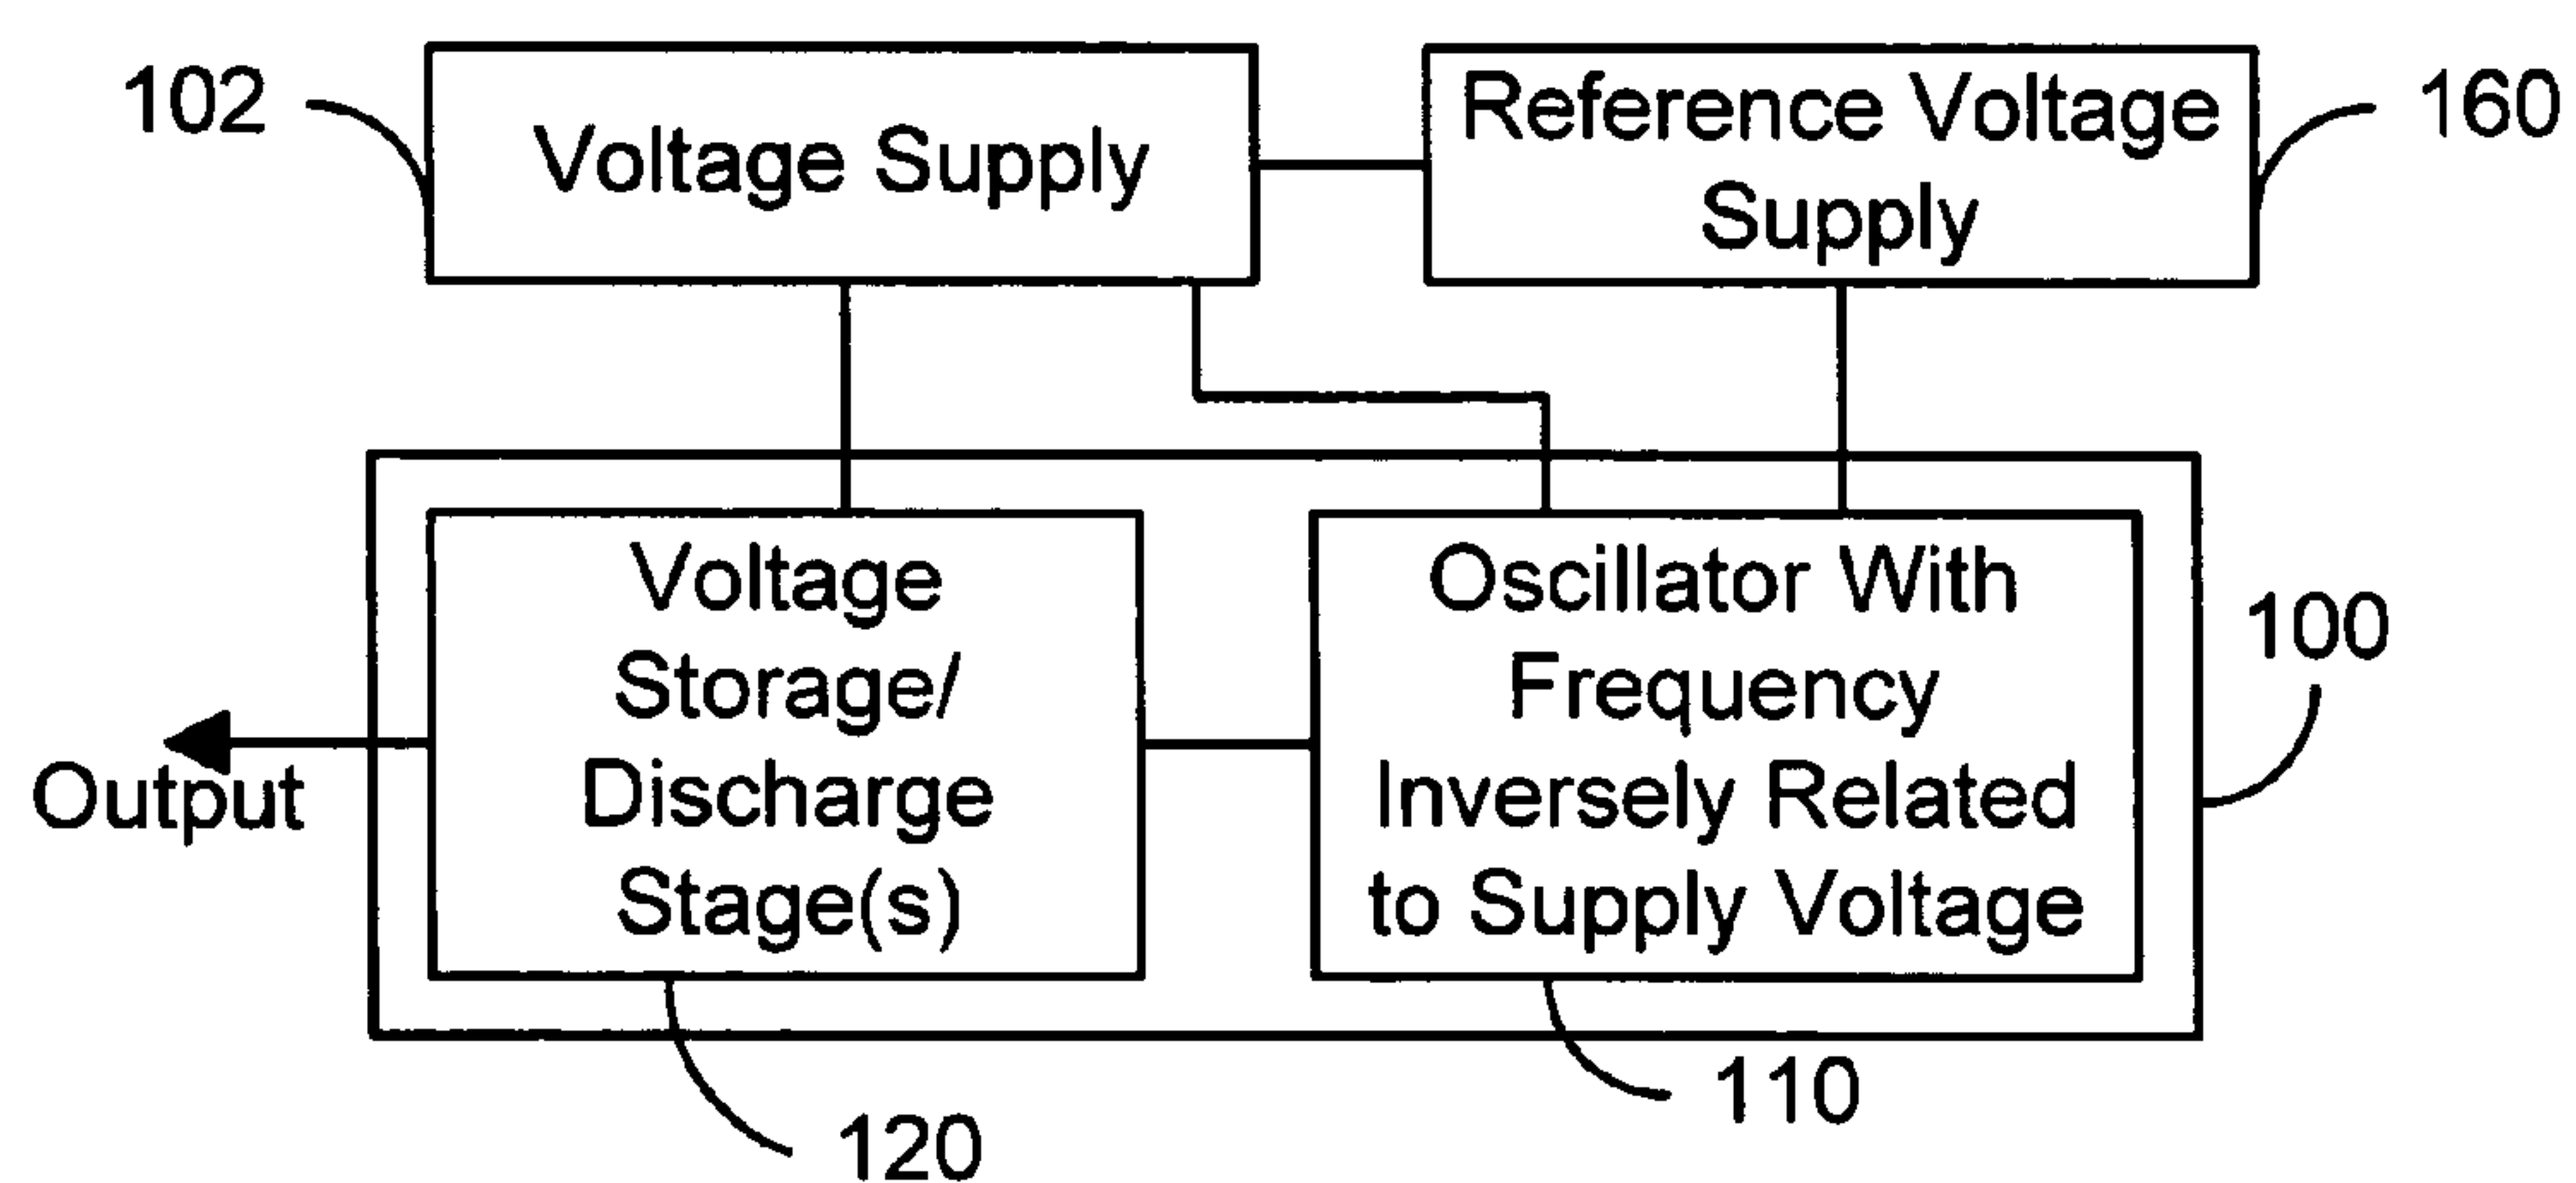 102
Voltage Supply
Reference Voltage
Supply
160
Voltage
Storage/
Discharge
Stage(s)
Oscillator With
Frequency
Inversely Related
to Supply Voltage
100
Output
110
120